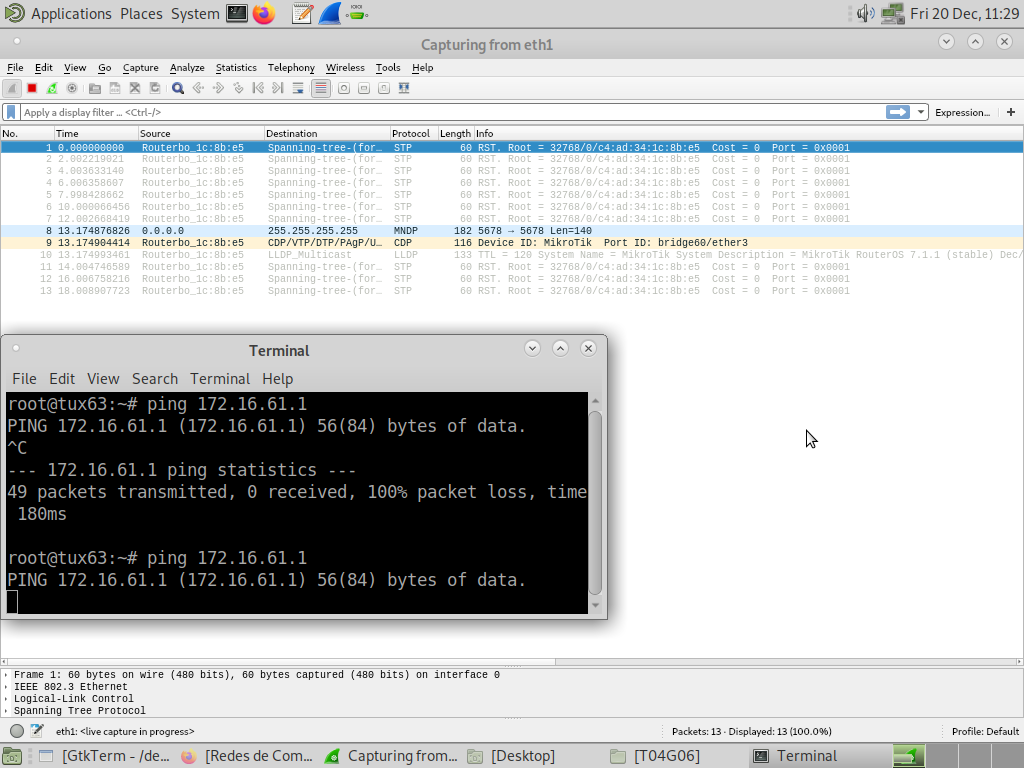 Applications Places System Fri 20 Dec, 11:29
Capturing from eth1
File Edit View Go Capture Analyze Statistics Telephony Wireless Tools Help
Apply a display filter ... <Ctrl-/> Expression... +
No. Time Source Destination Protocol Length Info
1 0.000000000 Routerbo_1c:8b:e5 Spanning-tree-(for... STP 60 RST. Root = 32768/0/c4:ad:34:1c:8b:e5 Cost = 0 Port = 0x0001
2 2.002219021 Routerbo_1c:8b:e5 Spanning-tree-(for... STP 60 RST. Root = 32768/0/c4:ad:34:1c:8b:e5 Cost = 0 Port = 0x0001
3 4.003633140 Routerbo_1c:8b:e5 Spanning-tree-(for... STP 60 RST. Root = 32768/0/c4:ad:34:1c:8b:e5 Cost = 0 Port = 0x0001
4 6.006358607 Routerbo_1c:8b:e5 Spanning-tree-(for... STP 60 RST. Root = 32768/0/c4:ad:34:1c:8b:e5 Cost = 0 Port = 0x0001
5 7.998428662 Routerbo_1c:8b:e5 Spanning-tree-(for... STP 60 RST. Root = 32768/0/c4:ad:34:1c:8b:e5 Cost = 0 Port = 0x0001
6 10.000066456 Routerbo_1c:8b:e5 Spanning-tree-(for... STP 60 RST. Root = 32768/0/c4:ad:34:1c:8b:e5 Cost = 0 Port = 0x0001
7 12.002668419 Routerbo_1c:8b:e5 Spanning-tree-(for... STP 60 RST. Root = 32768/0/c4:ad:34:1c:8b:e5 Cost = 0 Port = 0x0001
8 13.174876826 0.0.0.0 255.255.255.255 MNDP 182 5678 → 5678 Len=140
9 13.174904414 Routerbo_1c:8b:e5 CDP/VTP/DTP/PAgP/U... CDP 116 Device ID: MikroTik Port ID: bridge60/ether3
10 13.174993461 Routerbo_1c:8b:e5 LLDP_Multicast LLDP 133 TTL = 120 System Name = MikroTik System Description = MikroTik RouterOS 7.1.1 (stable) Dec/
11 14.004746589 Routerbo_1c:8b:e5 Spanning-tree-(for... STP 60 RST. Root = 32768/0/c4:ad:34:1c:8b:e5 Cost = 0 Port = 0x0001
12 16.006758216 Routerbo_1c:8b:e5 Spanning-tree-(for... STP 60 RST. Root = 32768/0/c4:ad:34:1c:8b:e5 Cost = 0 Port = 0x0001
13 18.008907723 Routerbo_1c:8b:e5 Spanning-tree-(for... STP 60 RST. Root = 32768/0/c4:ad:34:1c:8b:e5 Cost = 0 Port = 0x0001
Terminal
File Edit View Search Terminal Help
root@tux63:~# ping 172.16.61.1
PING 172.16.61.1 (172.16.61.1) 56(84) bytes of data.
^C
--- 172.16.61.1 ping statistics ---
49 packets transmitted, 0 received, 100% packet loss, time
180ms
root@tux63:~# ping 172.16.61.1
PING 172.16.61.1 (172.16.61.1) 56(84) bytes of data.
Frame 1: 60 bytes on wire (480 bits), 60 bytes captured (480 bits) on interface 0
IEEE 802.3 Ethernet
Logical-Link Control
Spanning Tree Protocol
eth1: <live capture in progress> Packets: 13 · Displayed: 13 (100.0%) Profile: Default
[GtkTerm - /de... [Redes de Com... Capturing from... [Desktop] [T04G06] Terminal